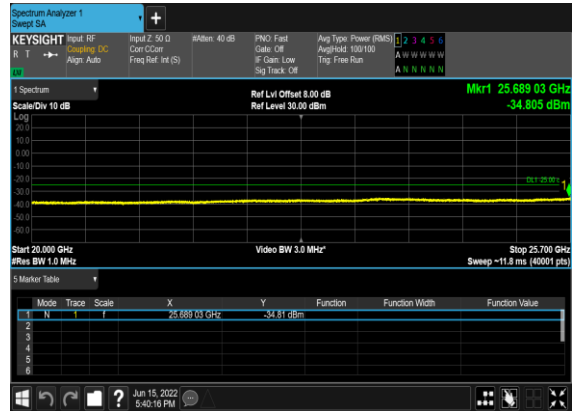 Spectrum Analyzer 1
Swept SA
KEYSIGHT Input: RF Input Z: 50 Ω #Atten: 40 dB PNO: Fast Avg Type: Power (RMS) 1 2 3 4 5 6
R T Coupling: DC Corr CCorr Gate: Off Avg|Hold: 100/100 A W W W W W
Align: Auto Freq Ref: Int (S) IF Gain: Low Trig: Free Run
Sig Track: Off A N N N N N
1 Spectrum Ref Lvl Offset 8.00 dB Mkr1 25.689 03 GHz
Scale/Div 10 dB Ref Level 30.00 dBm -34.805 dBm
Log
20.0
10.0
0.00
-10.0
-20.0
DL1 -25.00
1
-30.0
-40.0
-50.0
-60.0
Start 20.000 GHz Video BW 3.0 MHz* Stop 25.700 GHz
#Res BW 1.0 MHz Sweep ~11.8 ms (40001 pts)
5 Marker Table
Mode Trace Scale X Y Function Function Width Function Value
1 N 1 f 25.689 03 GHz -34.81 dBm
2
3
4
5
6
? Jun 15, 2022
5:40:16 PM